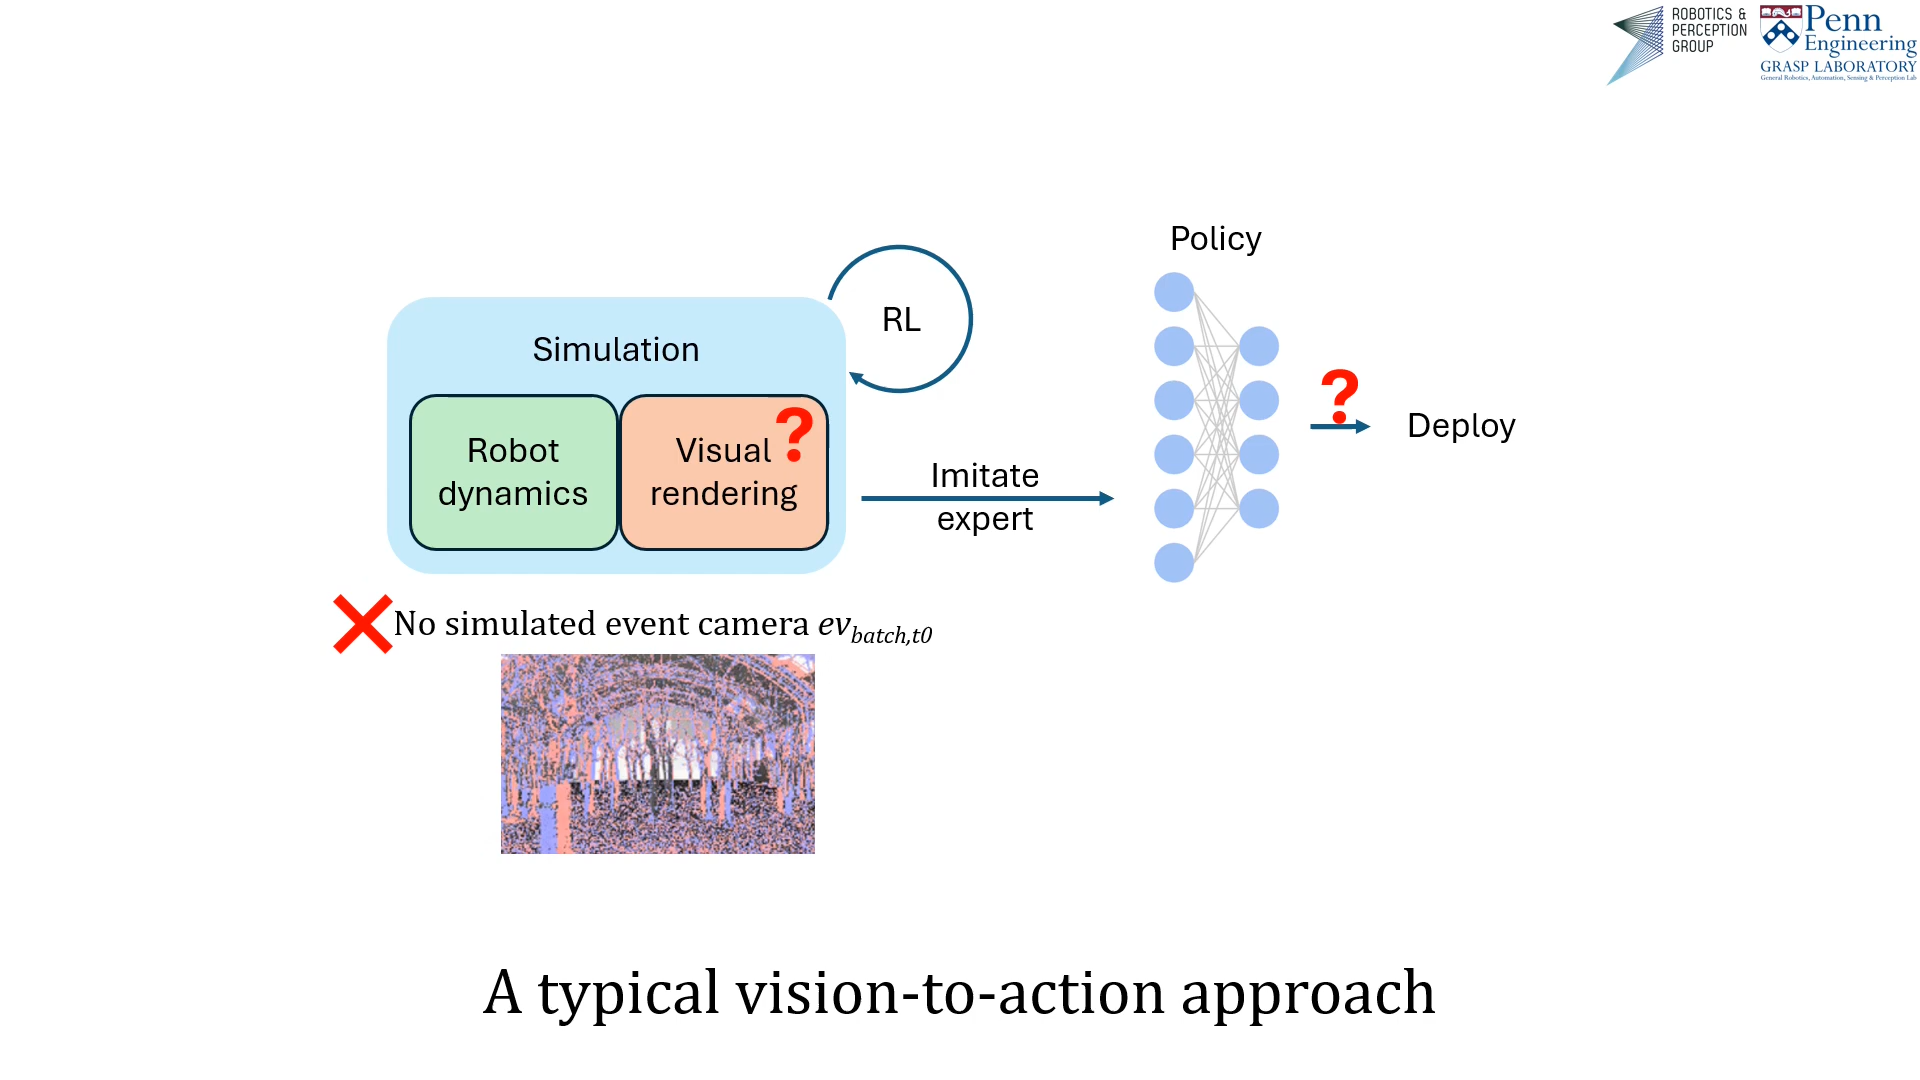 ROBOTICS &
PERCEPTION
GROUP
Penn
Engineering
GRASP LABORATORY
General Robotics, Automation, Sensing & Perception Lab
Policy
RL
Simulation
Robot
dynamics
Visual ?
rendering
Imitate
expert
?
Deploy
No simulated event camera ev_batch,t0
A typical vision-to-action approach